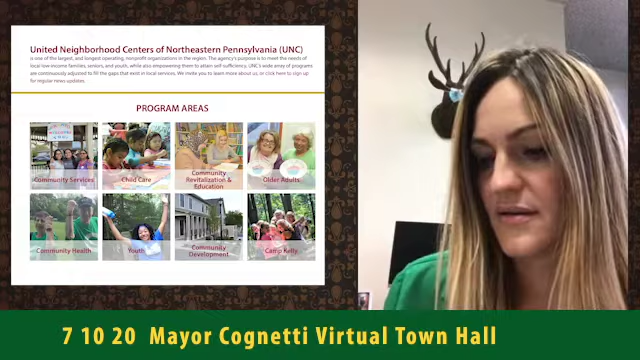 United Neighborhood Centers of Northeastern Pennsylvania (UNC)
is one of the largest, and longest operating, nonprofit organizations in the region. The agency's purpose is to meet the needs of
local low-income families, seniors, and youth, while also empowering them to attain self-sufficiency. UNC's wide array of programs
are continuously adjusted to fill the gaps that exist in local services. We invite you to learn more about us, or click here to sign up
for regular news updates.
PROGRAM AREAS
Community Services
Child Care
Community
Revitalization &
Education
Older Adults
Community Health
Youth
Community
Development
Camp Kelly
7 10 20 Mayor Cognetti Virtual Town Hall